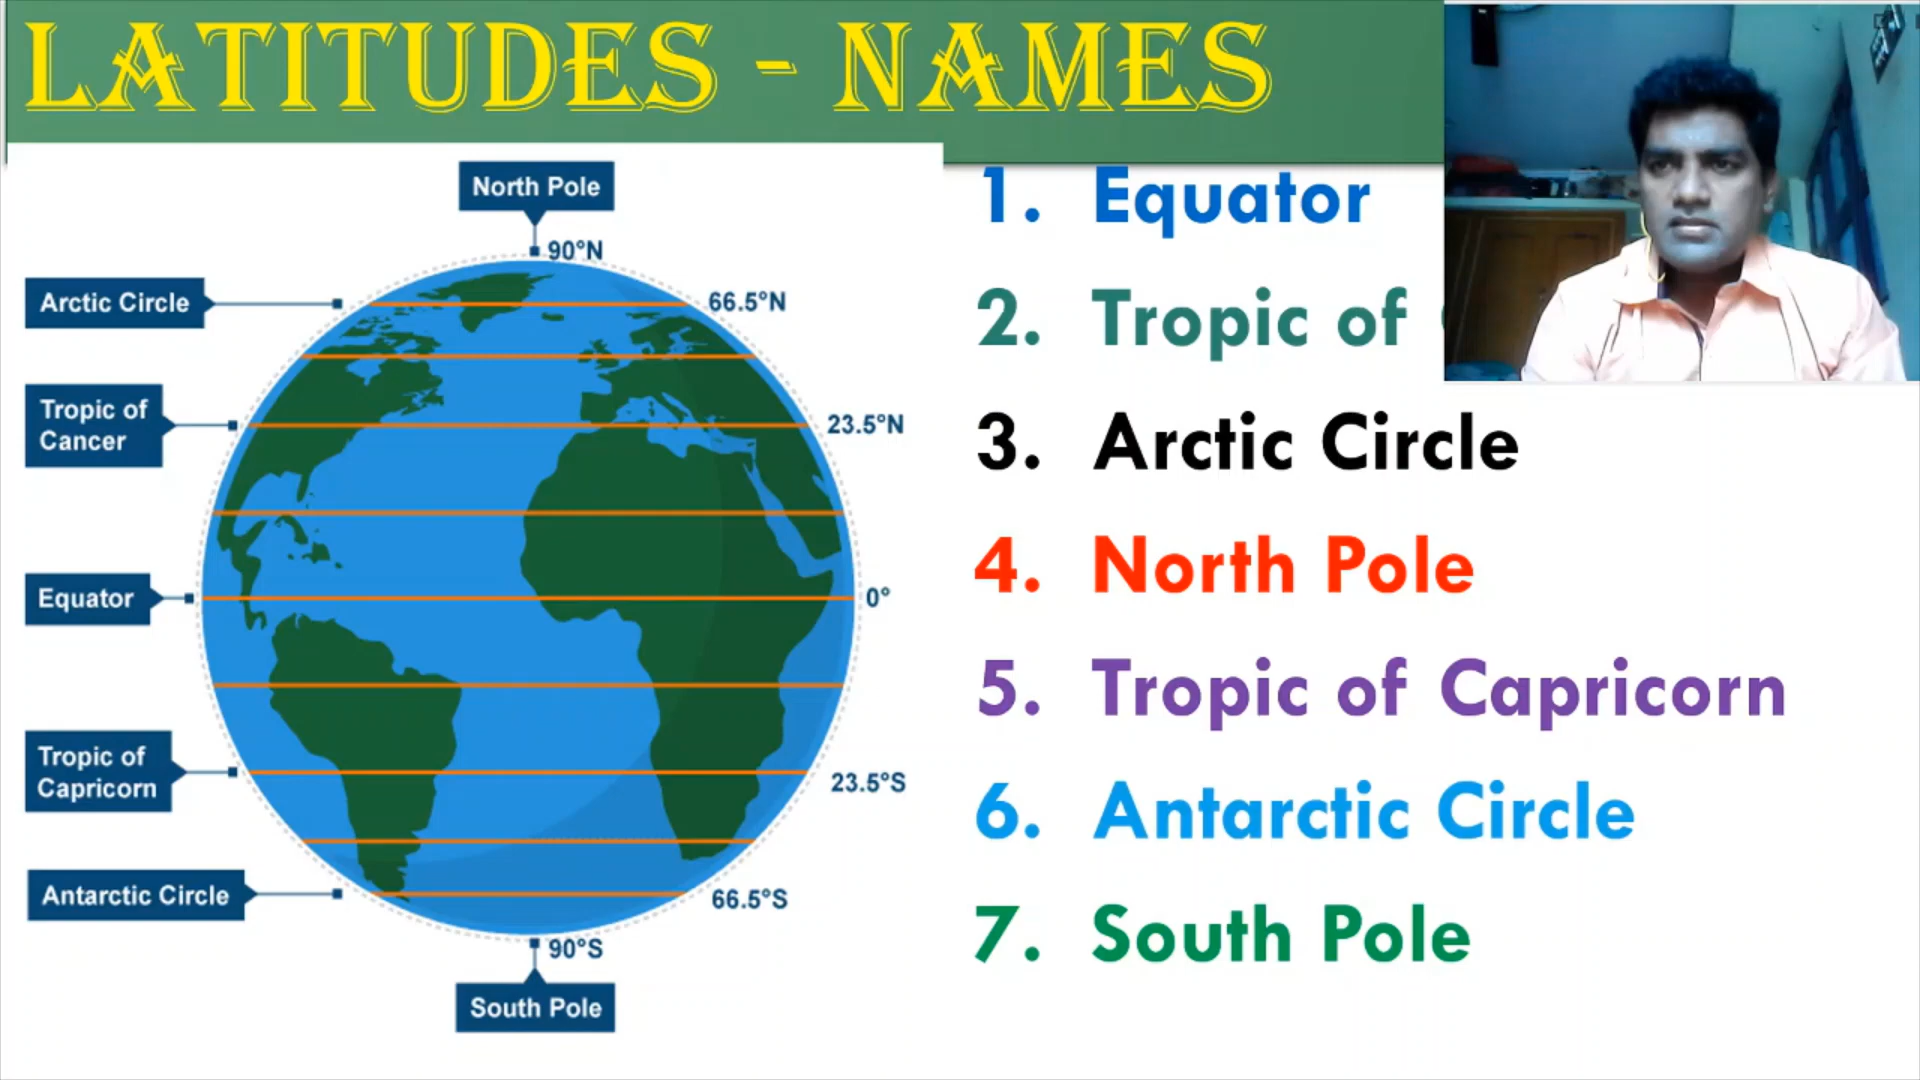 LATITUDES - NAMES
North Pole
90°N
Arctic Circle
66.5°N
Tropic of
Cancer
23.5°N
Equator
0°
Tropic of
Capricorn
23.5°S
Antarctic Circle
66.5°S
90°S
South Pole
1. Equator
2. Tropic of
3. Arctic Circle
4. North Pole
5. Tropic of Capricorn
6. Antarctic Circle
7. South Pole